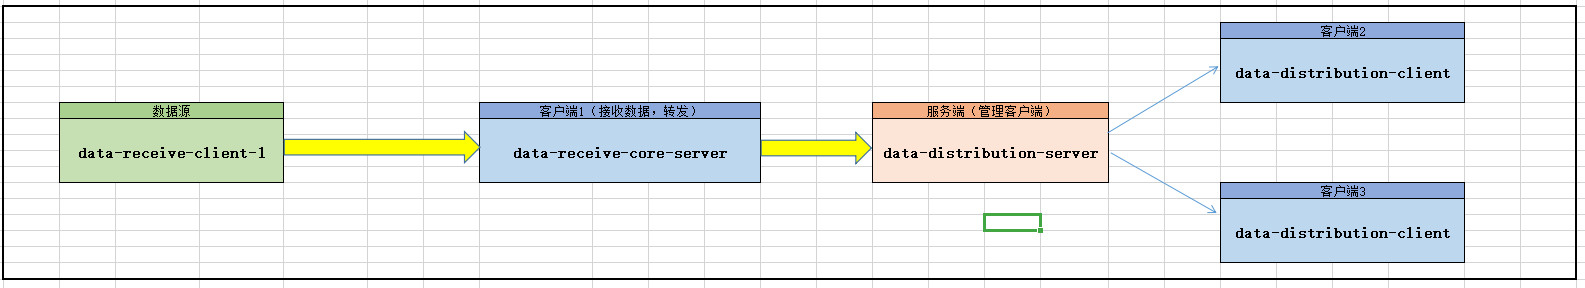 数据源
data-receive-client-1
客户端1（接收数据，转发）
data-receive-core-server
服务端（管理客户端）
data-distribution-server
客户端2
data-distribution-client
客户端3
data-distribution-client